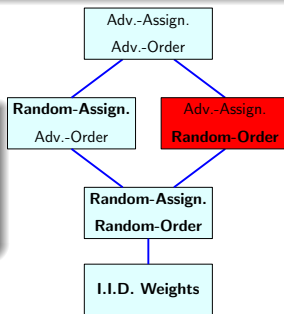 Adv.-Assign.
Adv.-Order
Random-Assign.
Adv.-Order
Adv.-Assign.
Random-Order
Random-Assign.
Random-Order
I.I.D. Weights